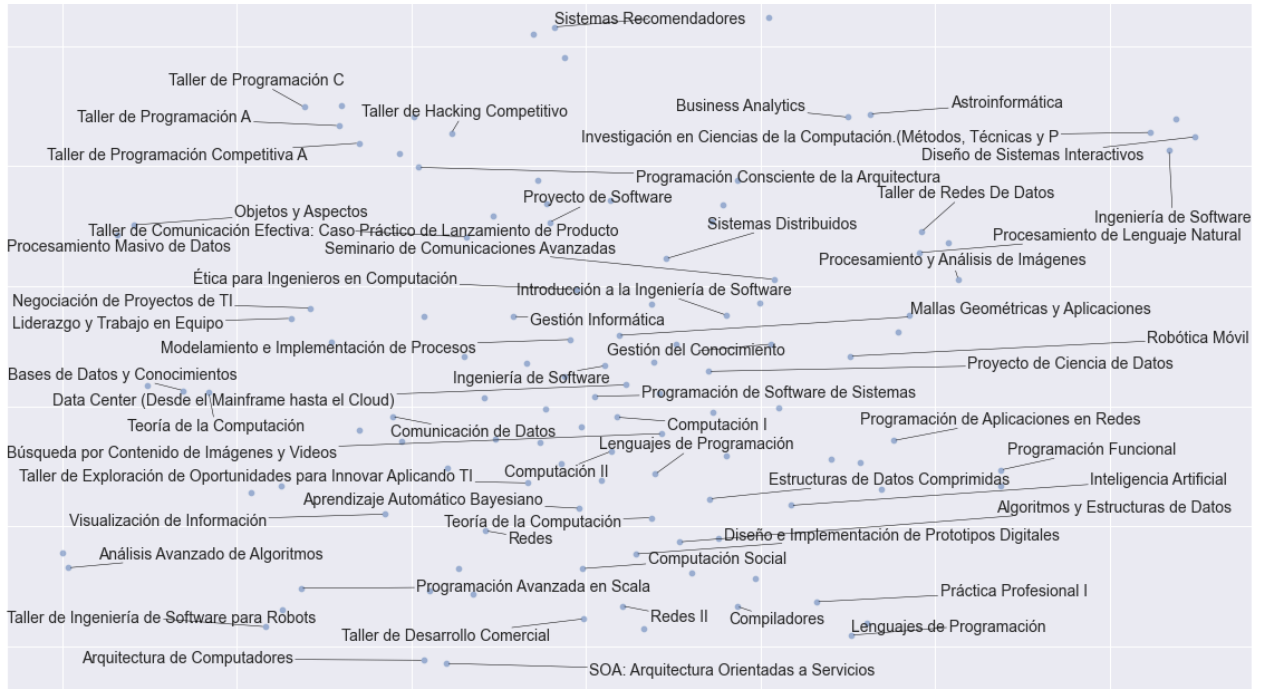 Sistemas Recomendadores
Taller de Programación C
Taller de Hacking Competitivo
Business Analytics
Astroinformática
Taller de Programación A
Investigación en Ciencias de la Computación.(Métodos, Técnicas y P
Taller de Programación Competitiva A
Diseño de Sistemas Interactivos
Programación Consciente de la Arquitectura
Proyecto de Software
Taller de Redes De Datos
Objetos y Aspectos
Ingeniería de Software
Taller de Comunicación Efectiva: Caso Práctico de Lanzamiento de Producto
Sistemas Distribuidos
Procesamiento Masivo de Datos
Seminario de Comunicaciones Avanzadas
Procesamiento de Lenguaje Natural
Procesamiento y Análisis de Imágenes
Ética para Ingenieros en Computación
Introducción a la Ingeniería de Software
Negociación de Proyectos de TI
Mallas Geométricas y Aplicaciones
Liderazgo y Trabajo en Equipo
Gestión Informática
Robótica Móvil
Modelamiento e Implementación de Procesos
Gestión del Conocimiento
Proyecto de Ciencia de Datos
Bases de Datos y Conocimientos
Ingeniería de Software
Programación de Software de Sistemas
Data Center (Desde el Mainframe hasta el Cloud)
Teoría de la Computación
Comunicación de Datos
Computación I
Programación de Aplicaciones en Redes
Lenguajes de Programación
Búsqueda por Contenido de Imágenes y Videos
Programación Funcional
Taller de Exploración de Oportunidades para Innovar Aplicando TI
Computación II
Estructuras de Datos Comprimidas
Inteligencia Artificial
Aprendizaje Automático Bayesiano
Algoritmos y Estructuras de Datos
Visualización de Información
Teoría de la Computación
Redes
Diseño e Implementación de Prototipos Digitales
Análisis Avanzado de Algoritmos
Computación Social
Programación Avanzada en Scala
Práctica Profesional I
Taller de Ingeniería de Software para Robots
Redes II
Compiladores
Lenguajes de Programación
Taller de Desarrollo Comercial
Arquitectura de Computadores
SOA: Arquitectura Orientadas a Servicios